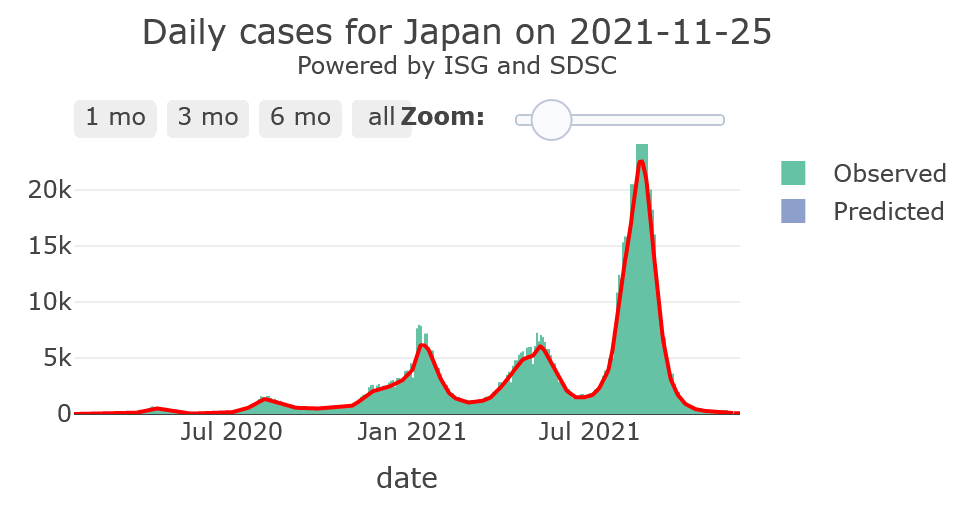 Daily cases for Japan on 2021-11-25
Powered by ISG and SDSC
1 mo 3 mo 6 mo all Zoom:
Observed
Predicted
20k
15k
10k
5k
0
Jul 2020 Jan 2021 Jul 2021
date